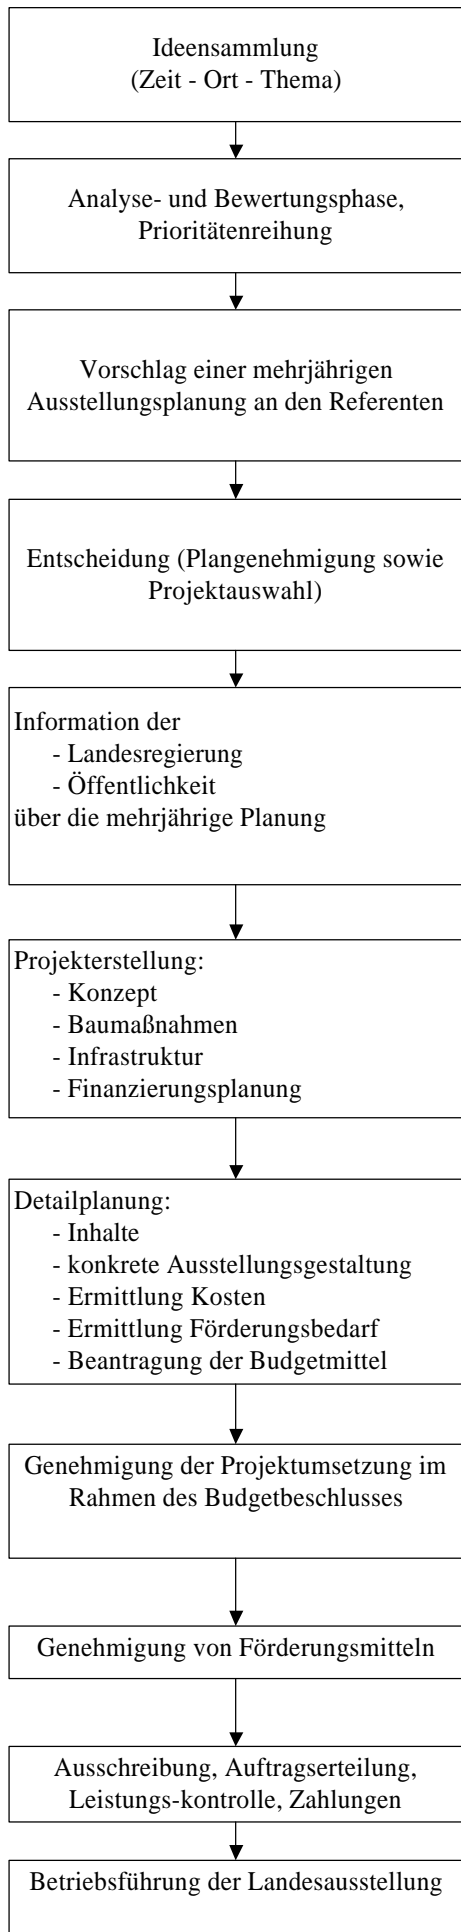 Ideensammlung
(Zeit - Ort - Thema)
Analyse- und Bewertungsphase,
Prioritätenreihung
Vorschlag einer mehrjährigen
Ausstellungsplanung an den Referenten
Entscheidung (Plangenehmigung sowie
Projektauswahl)
Information der
- Landesregierung
- Öffentlichkeit
über die mehrjährige Planung
Projekterstellung:
- Konzept
- Baumaßnahmen
- Infrastruktur
- Finanzierungsplanung
Detailplanung:
- Inhalte
- konkrete Ausstellungsgestaltung
- Ermittlung Kosten
- Ermittlung Förderungsbedarf
- Beantragung der Budgetmittel
Genehmigung der Projektumsetzung im
Rahmen des Budgetbeschlusses
Genehmigung von Förderungsmitteln
Ausschreibung, Auftragserteilung,
Leistungs-kontrolle, Zahlungen
Betriebsführung der Landesausstellung